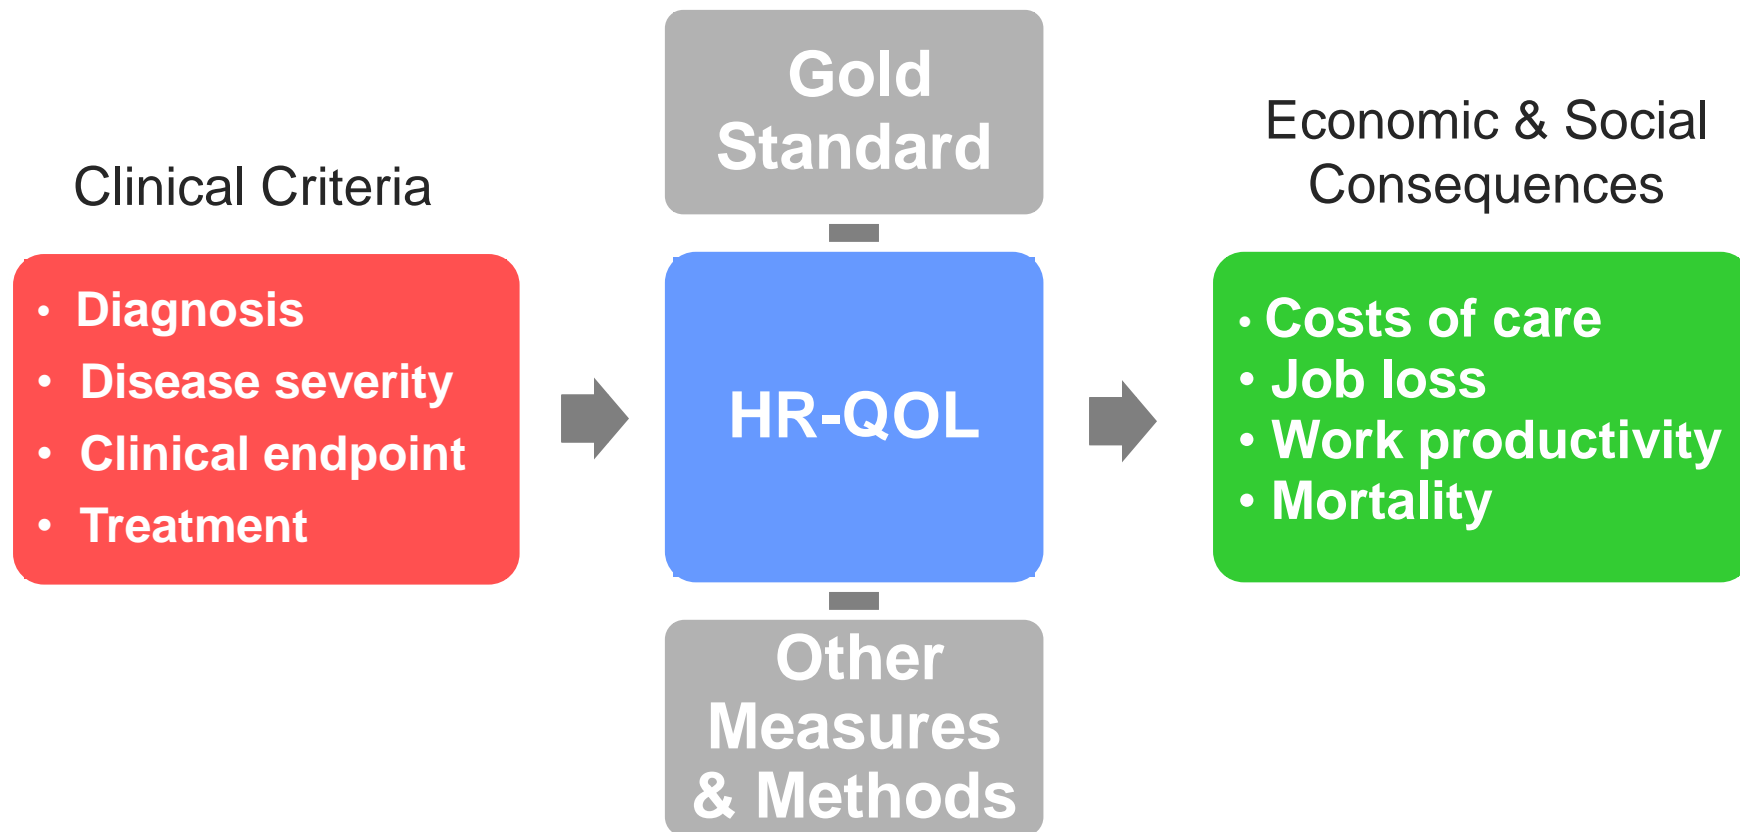 Clinical Criteria
• Diagnosis
• Disease severity
• Clinical endpoint
• Treatment
Gold
Standard
HR-QOL
Other
Measures
& Methods
Economic & Social
Consequences
• Costs of care
• Job loss
• Work productivity
• Mortality